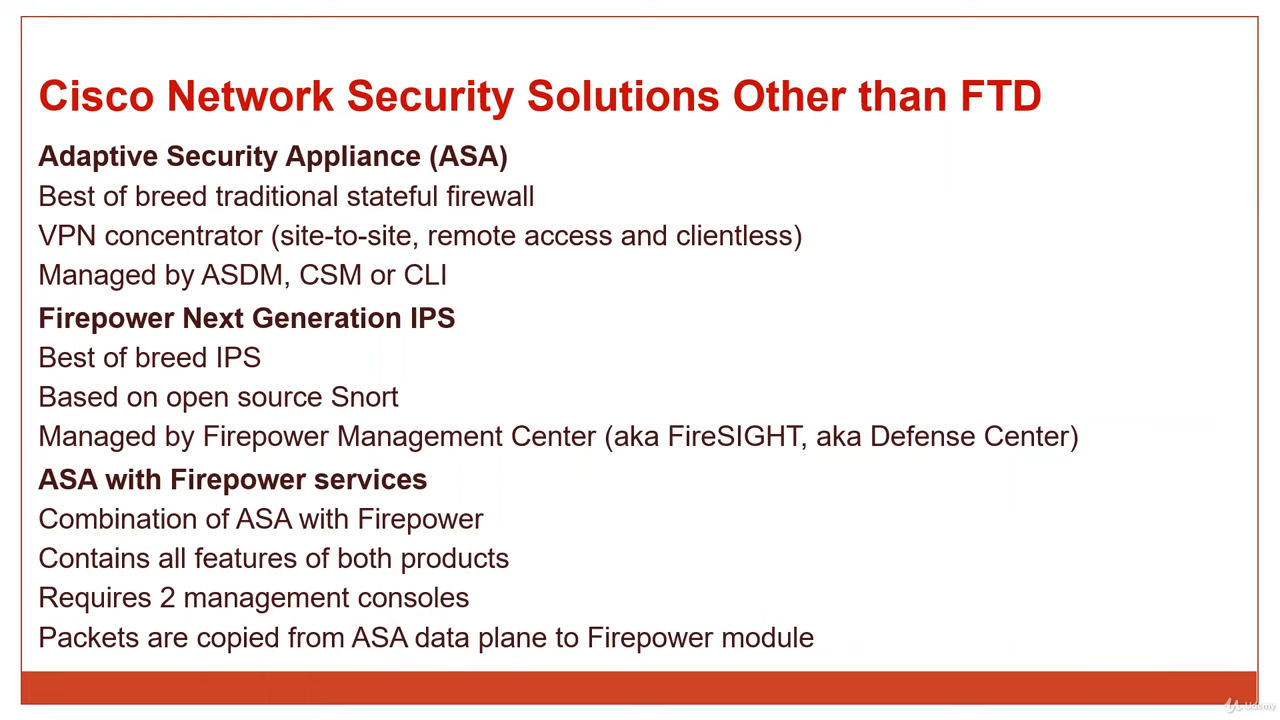 Cisco Network Security Solutions Other than FTD
Adaptive Security Appliance (ASA)
Best of breed traditional stateful firewall
VPN concentrator (site-to-site, remote access and clientless)
Managed by ASDM, CSM or CLI
Firepower Next Generation IPS
Best of breed IPS
Based on open source Snort
Managed by Firepower Management Center (aka FireSIGHT, aka Defense Center)
ASA with Firepower services
Combination of ASA with Firepower
Contains all features of both products
Requires 2 management consoles
Packets are copied from ASA data plane to Firepower module
Udemy